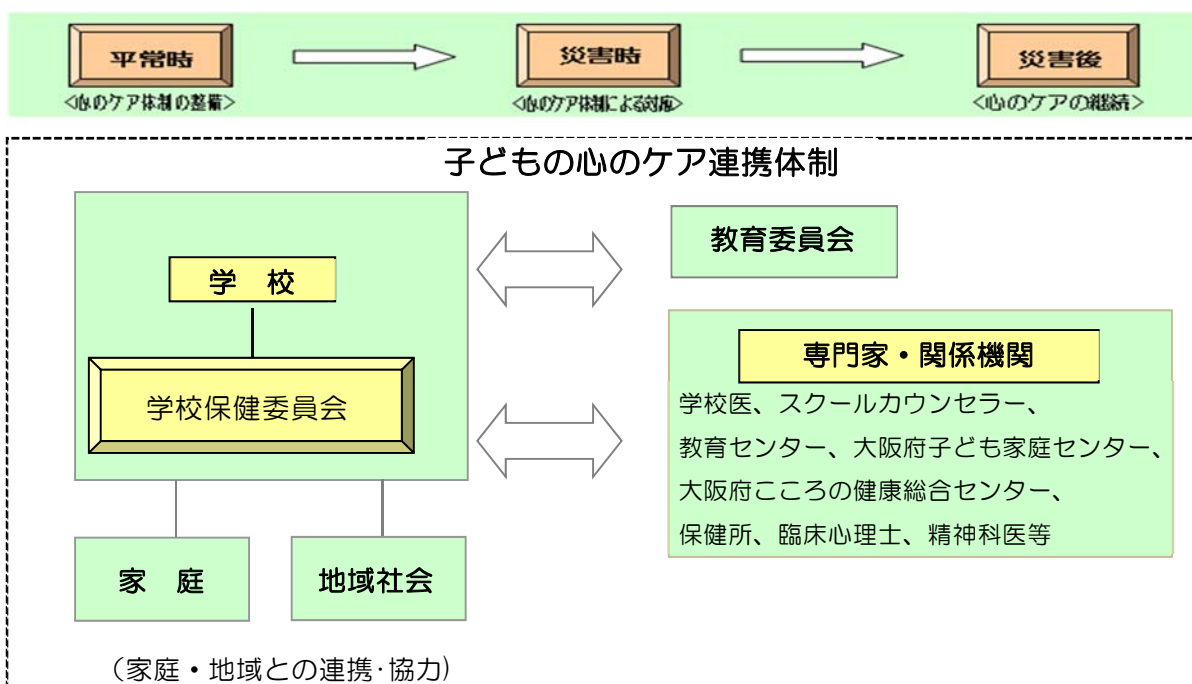 平常時
災害時
災害後
<心のケア体制の整備>
<心のケア体制による対応>
<心のケアの継続>
子どもの心のケア連携体制
学 校
学校保健委員会
教育委員会
専門家・関係機関
学校医、スクールカウンセラー、
教育センター、大阪府子ども家庭センター、
大阪府こころの健康総合センター、
保健所、臨床心理士、精神科医等
家 庭
地域社会
（家庭・地域との連携・協力）